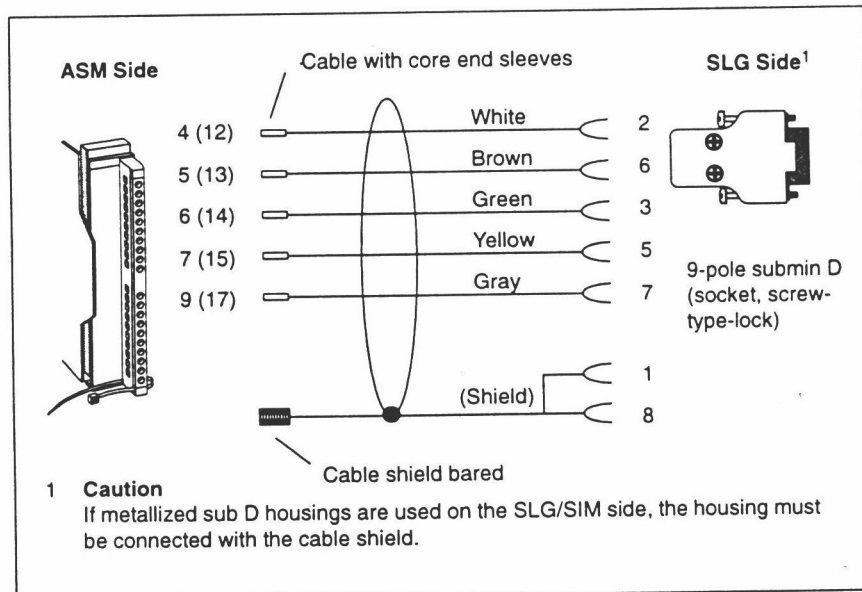 ASM Side
Cable with core end sleeves
SLG Side¹
4 (12) White 2
5 (13) Brown 6
6 (14) Green 3
7 (15) Yellow 5
9 (17) Gray 7
9-pole submin D
(socket, screw-
type-lock)
1
(Shield) 8
Cable shield bared
1 Caution
If metallized sub D housings are used on the SLG/SIM side, the housing must
be connected with the cable shield.